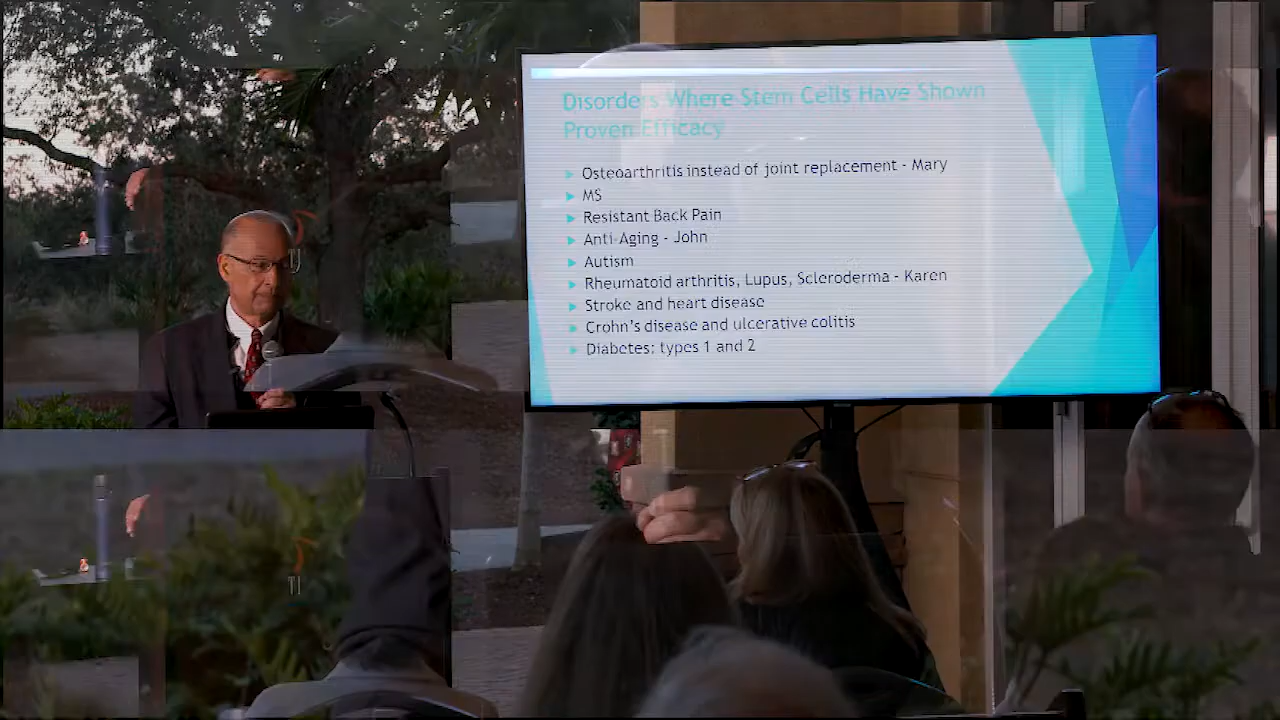 Disorders Where Stem Cells Have Shown
Proven Efficacy
Osteoarthritis instead of joint replacement - Mary
MS
Resistant Back Pain
Anti-Aging - John
Autism
Rheumatoid arthritis, Lupus, Scleroderma - Karen
Stroke and heart disease
Crohn's disease and ulcerative colitis
Diabetes: types 1 and 2